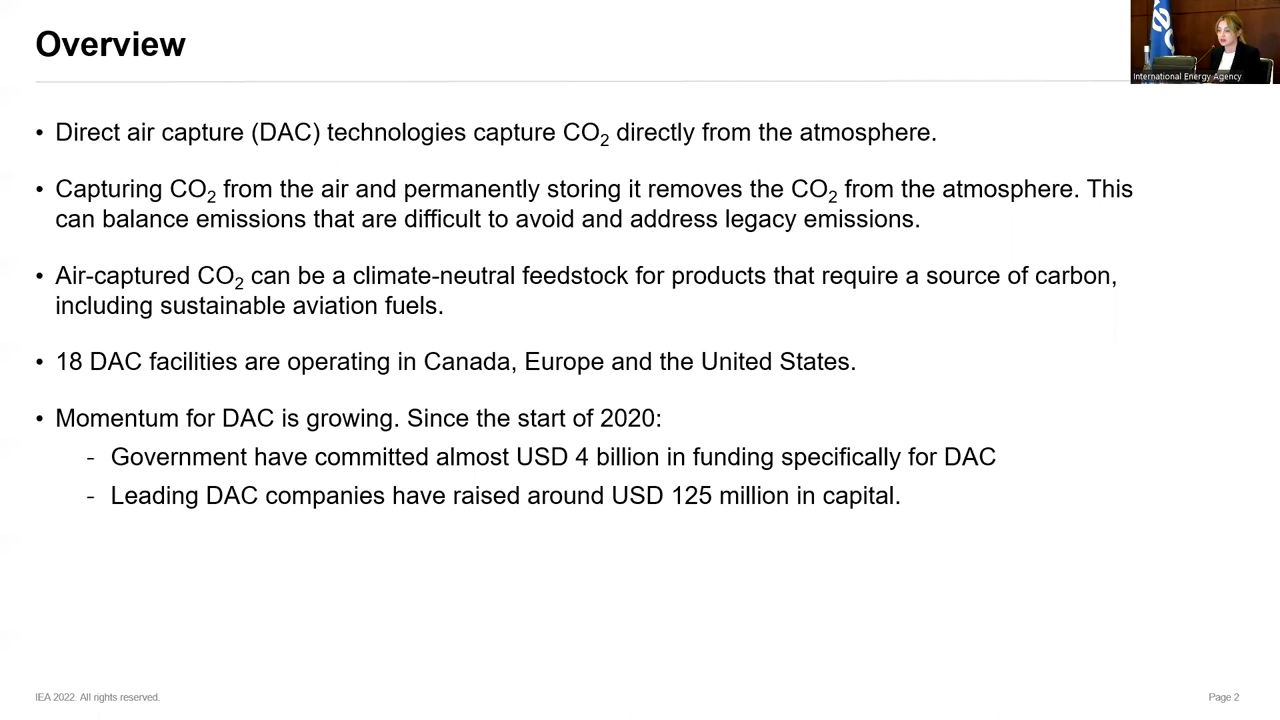 Overview
International Energy Agency
• Direct air capture (DAC) technologies capture CO₂ directly from the atmosphere.
• Capturing CO₂ from the air and permanently storing it removes the CO₂ from the atmosphere. This
can balance emissions that are difficult to avoid and address legacy emissions.
• Air-captured CO₂ can be a climate-neutral feedstock for products that require a source of carbon,
including sustainable aviation fuels.
• 18 DAC facilities are operating in Canada, Europe and the United States.
• Momentum for DAC is growing. Since the start of 2020:
- Government have committed almost USD 4 billion in funding specifically for DAC
- Leading DAC companies have raised around USD 125 million in capital.
IEA 2022. All rights reserved.
Page 2